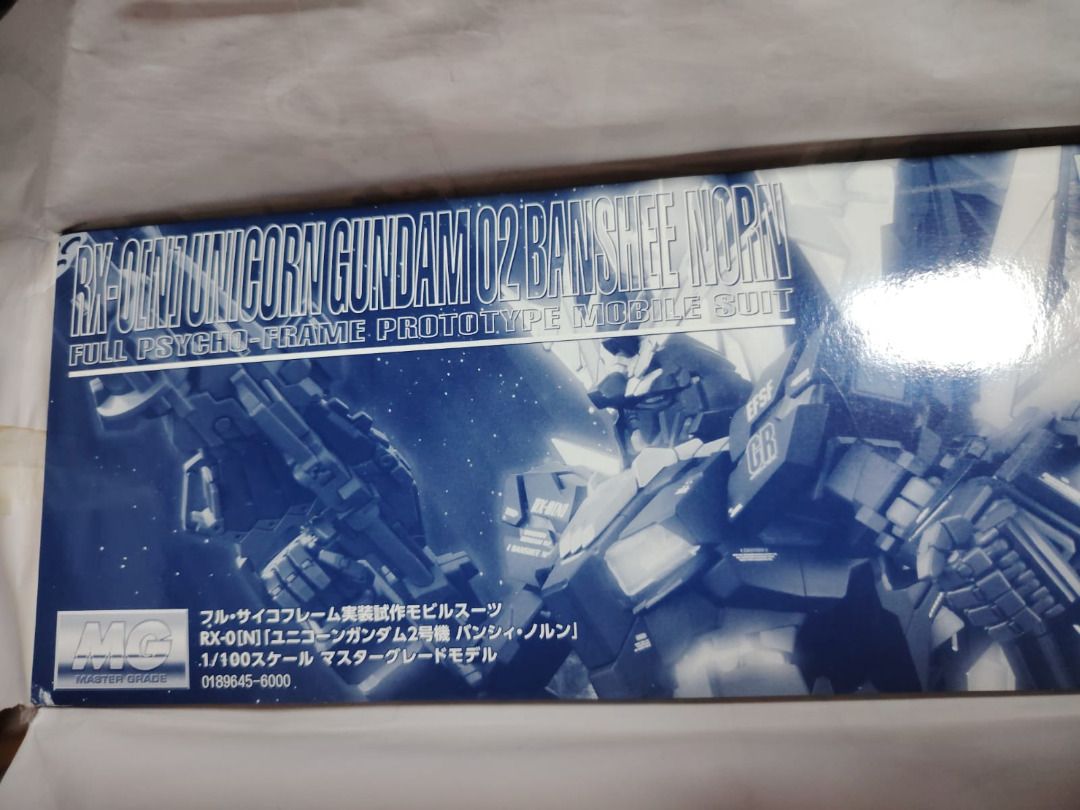 RX-0[N] UNICORN GUNDAM 02 BANSHEE NORN
FULL PSYCHO-FRAME PROTOTYPE MOBILE SUIT
EFSF
GR
RX-0[N]
MG
MASTER GRADE
フル・サイコフレーム実装試作モビルスーツ
RX-0[N]「ユニコーンガンダム2号機 バンシィ・ノルン」
1/100スケール マスターグレードモデル
0189645-6000